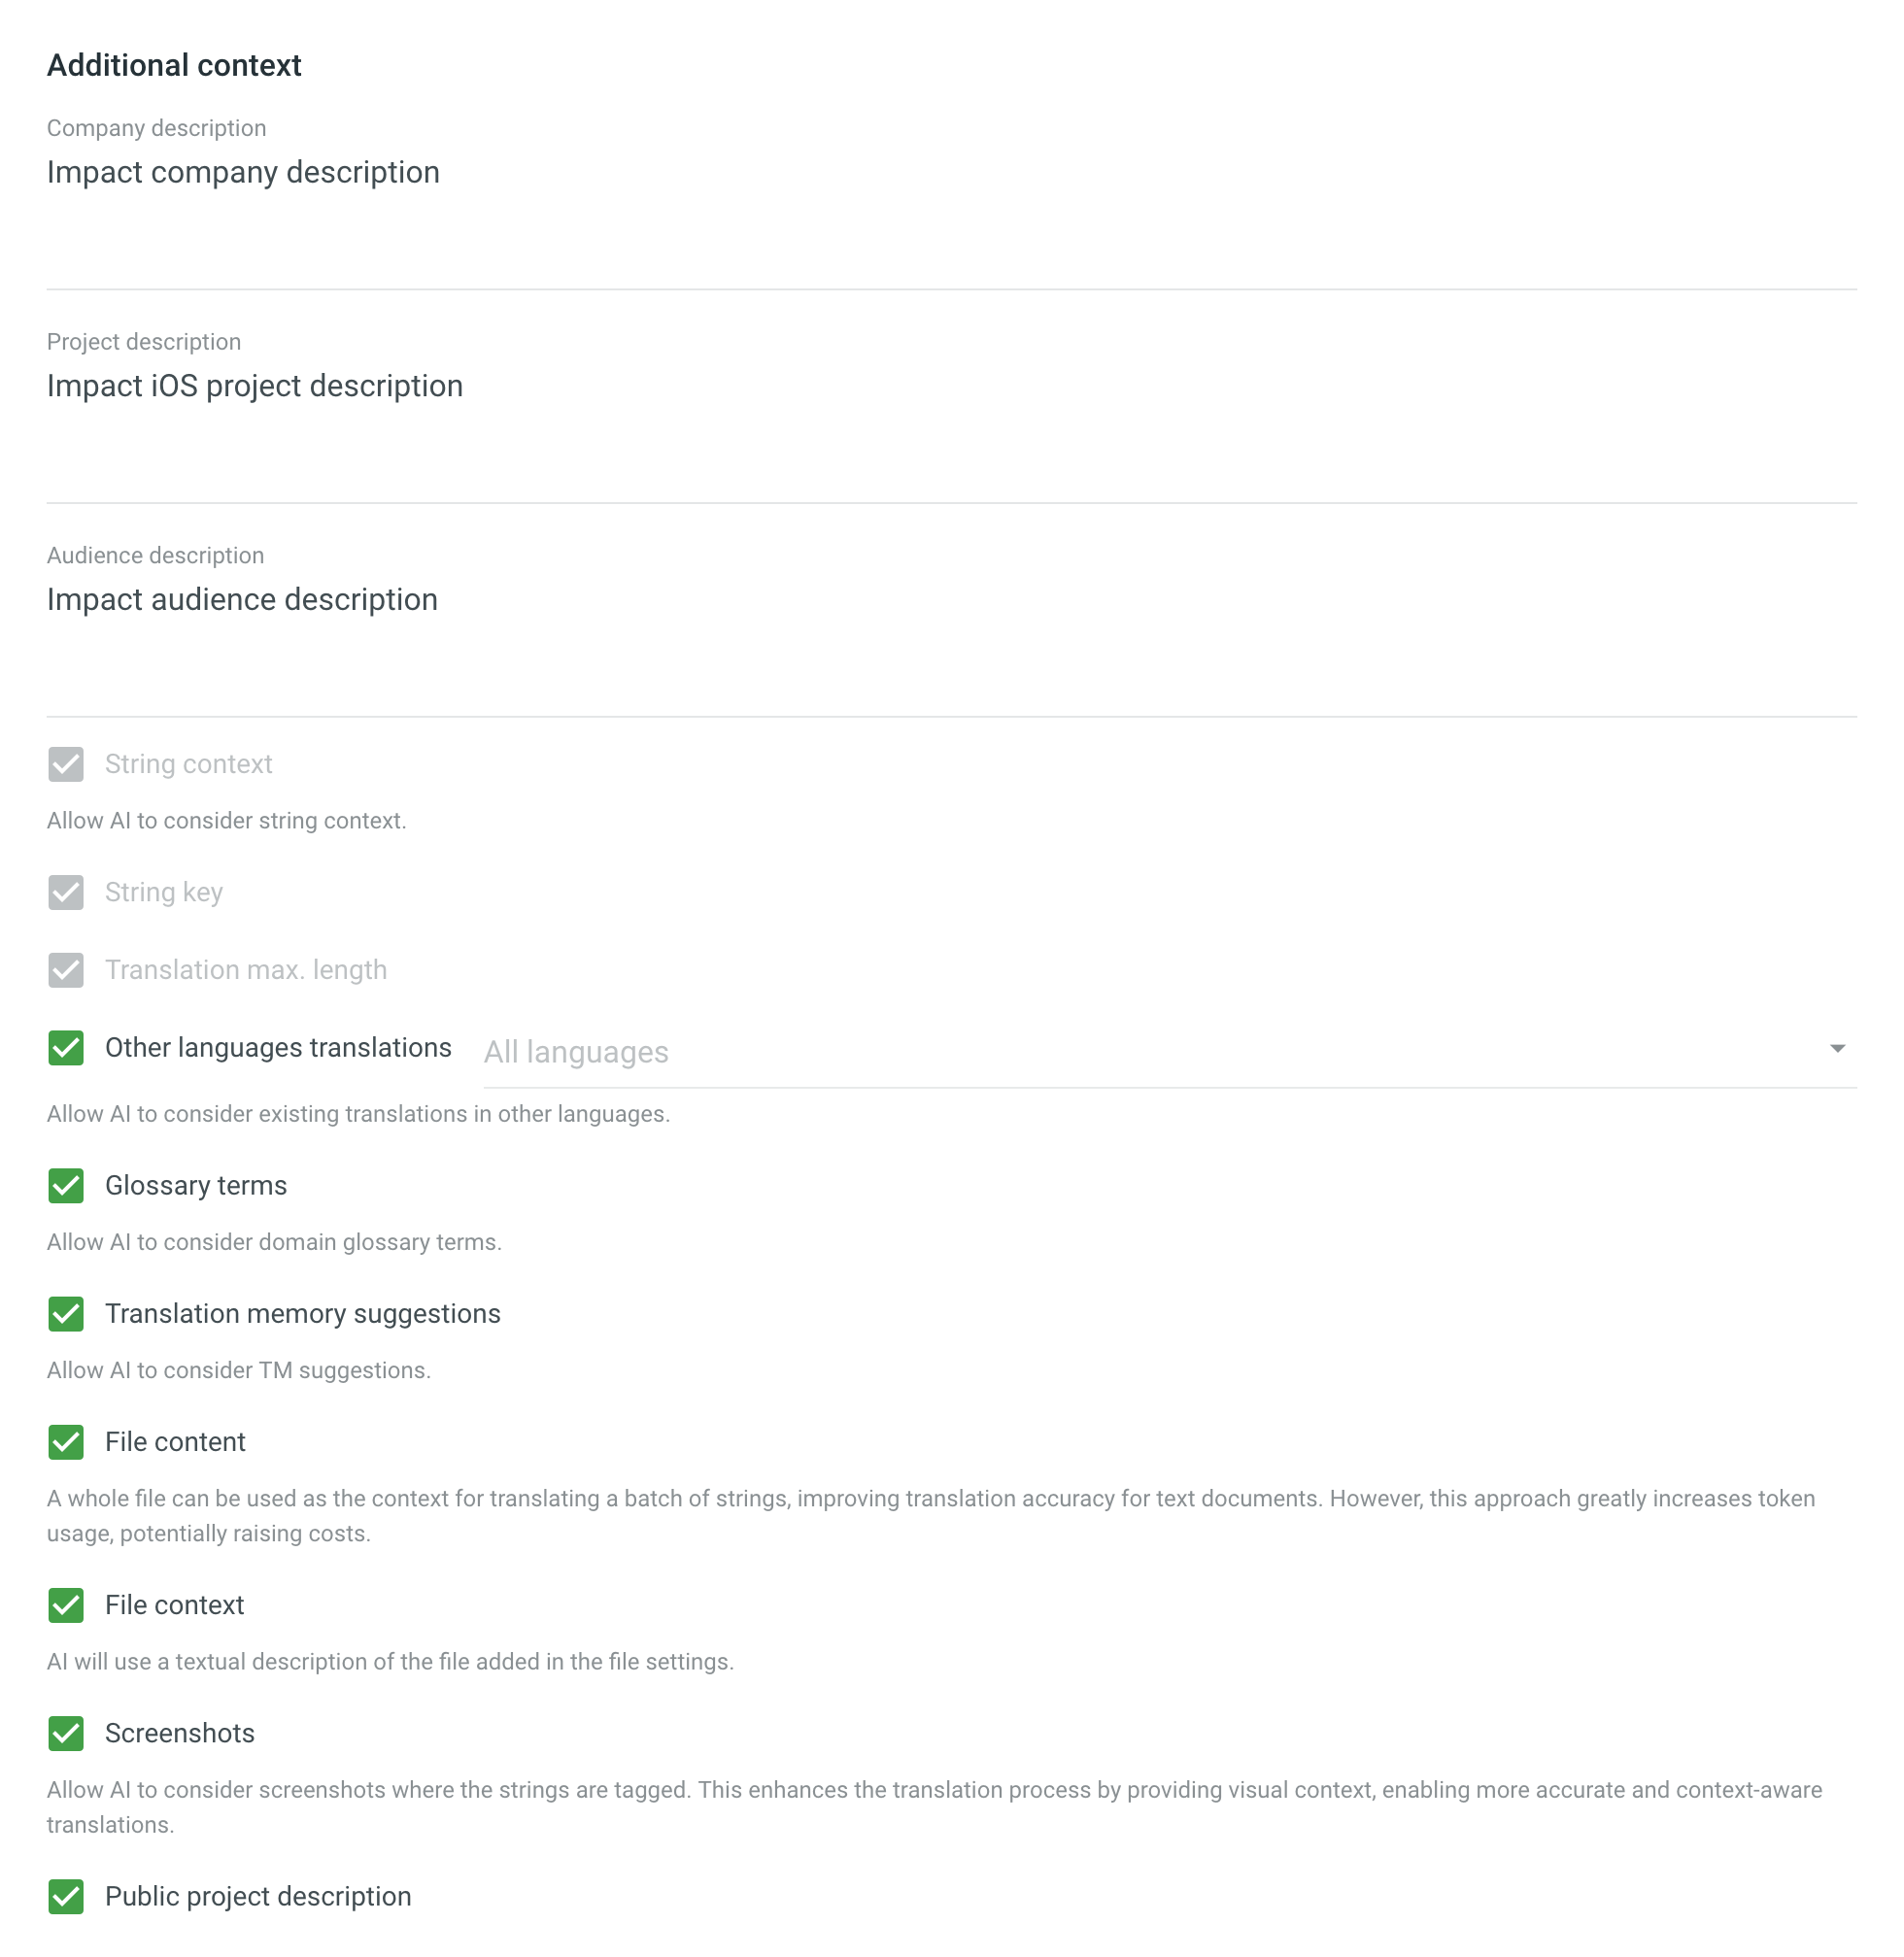 Additional context
Company description
Impact company description
Project description
Impact iOS project description
Audience description
Impact audience description
String context
Allow AI to consider string context.
String key
Translation max. length
Other languages translations All languages
Allow AI to consider existing translations in other languages.
Glossary terms
Allow AI to consider domain glossary terms.
Translation memory suggestions
Allow AI to consider TM suggestions.
File content
A whole file can be used as the context for translating a batch of strings, improving translation accuracy for text documents. However, this approach greatly increases token
usage, potentially raising costs.
File context
AI will use a textual description of the file added in the file settings.
Screenshots
Allow AI to consider screenshots where the strings are tagged. This enhances the translation process by providing visual context, enabling more accurate and context-aware
translations.
Public project description